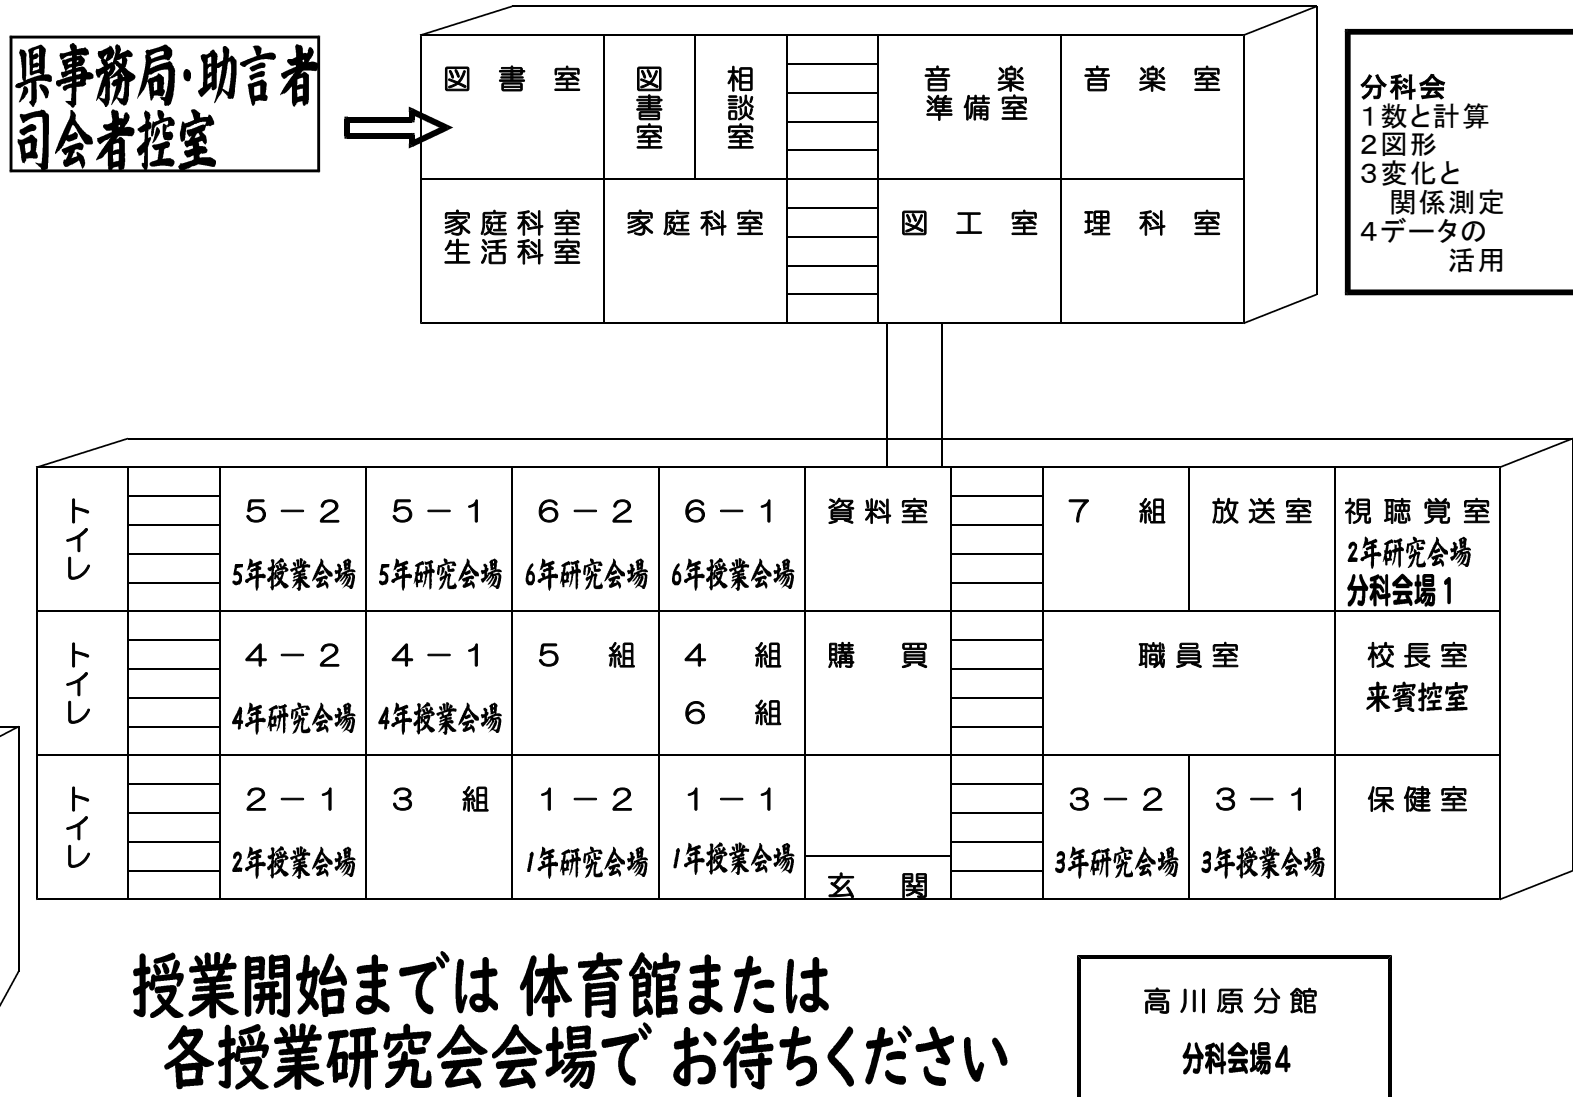 県事務局・助言者
司会者控室
図書室
図書室
相談室
音楽
準備室
音楽室
家庭科室
生活科室
家庭科室
図工室
理科室
分科会
1数と計算
2図形
3変化と
関係測定
4データの
活用
トイレ
5－2
5年授業会場
5－1
5年研究会場
6－2
6年研究会場
6－1
6年授業会場
資料室
7組
放送室
視聴覚室
2年研究会場
分科会場1
トイレ
4－2
4年研究会場
4－1
4年授業会場
5組
4組
6組
購買
職員室
校長室
来賓控室
トイレ
2－1
2年授業会場
3組
1－2
1年研究会場
1－1
1年授業会場
玄関
3－2
3年研究会場
3－1
3年授業会場
保健室
授業開始までは 体育館または
各授業研究会会場で お待ちください
高川原分館
分科会場4